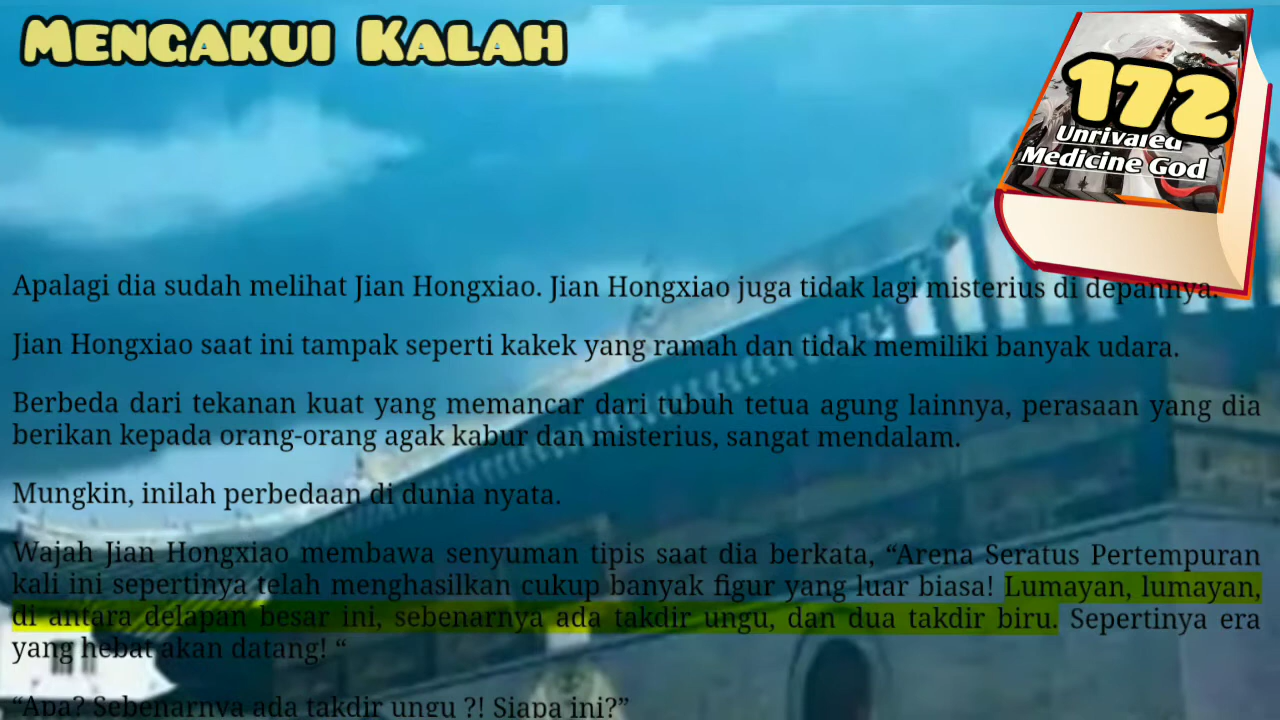 Mengakui Kalah
172
Unrivaled
Medicine God
Apalagi dia sudah melihat Jian Hongxiao. Jian Hongxiao juga tidak lagi misterius di depannya.
Jian Hongxiao saat ini tampak seperti kakek yang ramah dan tidak memiliki banyak udara.
Berbeda dari tekanan kuat yang memancar dari tubuh tetua agung lainnya, perasaan yang dia
berikan kepada orang-orang agak kabur dan misterius, sangat mendalam.
Mungkin, inilah perbedaan di dunia nyata.
Wajah Jian Hongxiao membawa senyuman tipis saat dia berkata, “Arena Seratus Pertempuran
kali ini sepertinya telah menghasilkan cukup banyak figur yang luar biasa! Lumayan, lumayan,
di antara delapan besar ini, sebenarnya ada takdir ungu, dan dua takdir biru. Sepertinya era
yang hebat akan datang! “
“Apa? Sebenarnya ada takdir ungu ?! Siapa ini?”